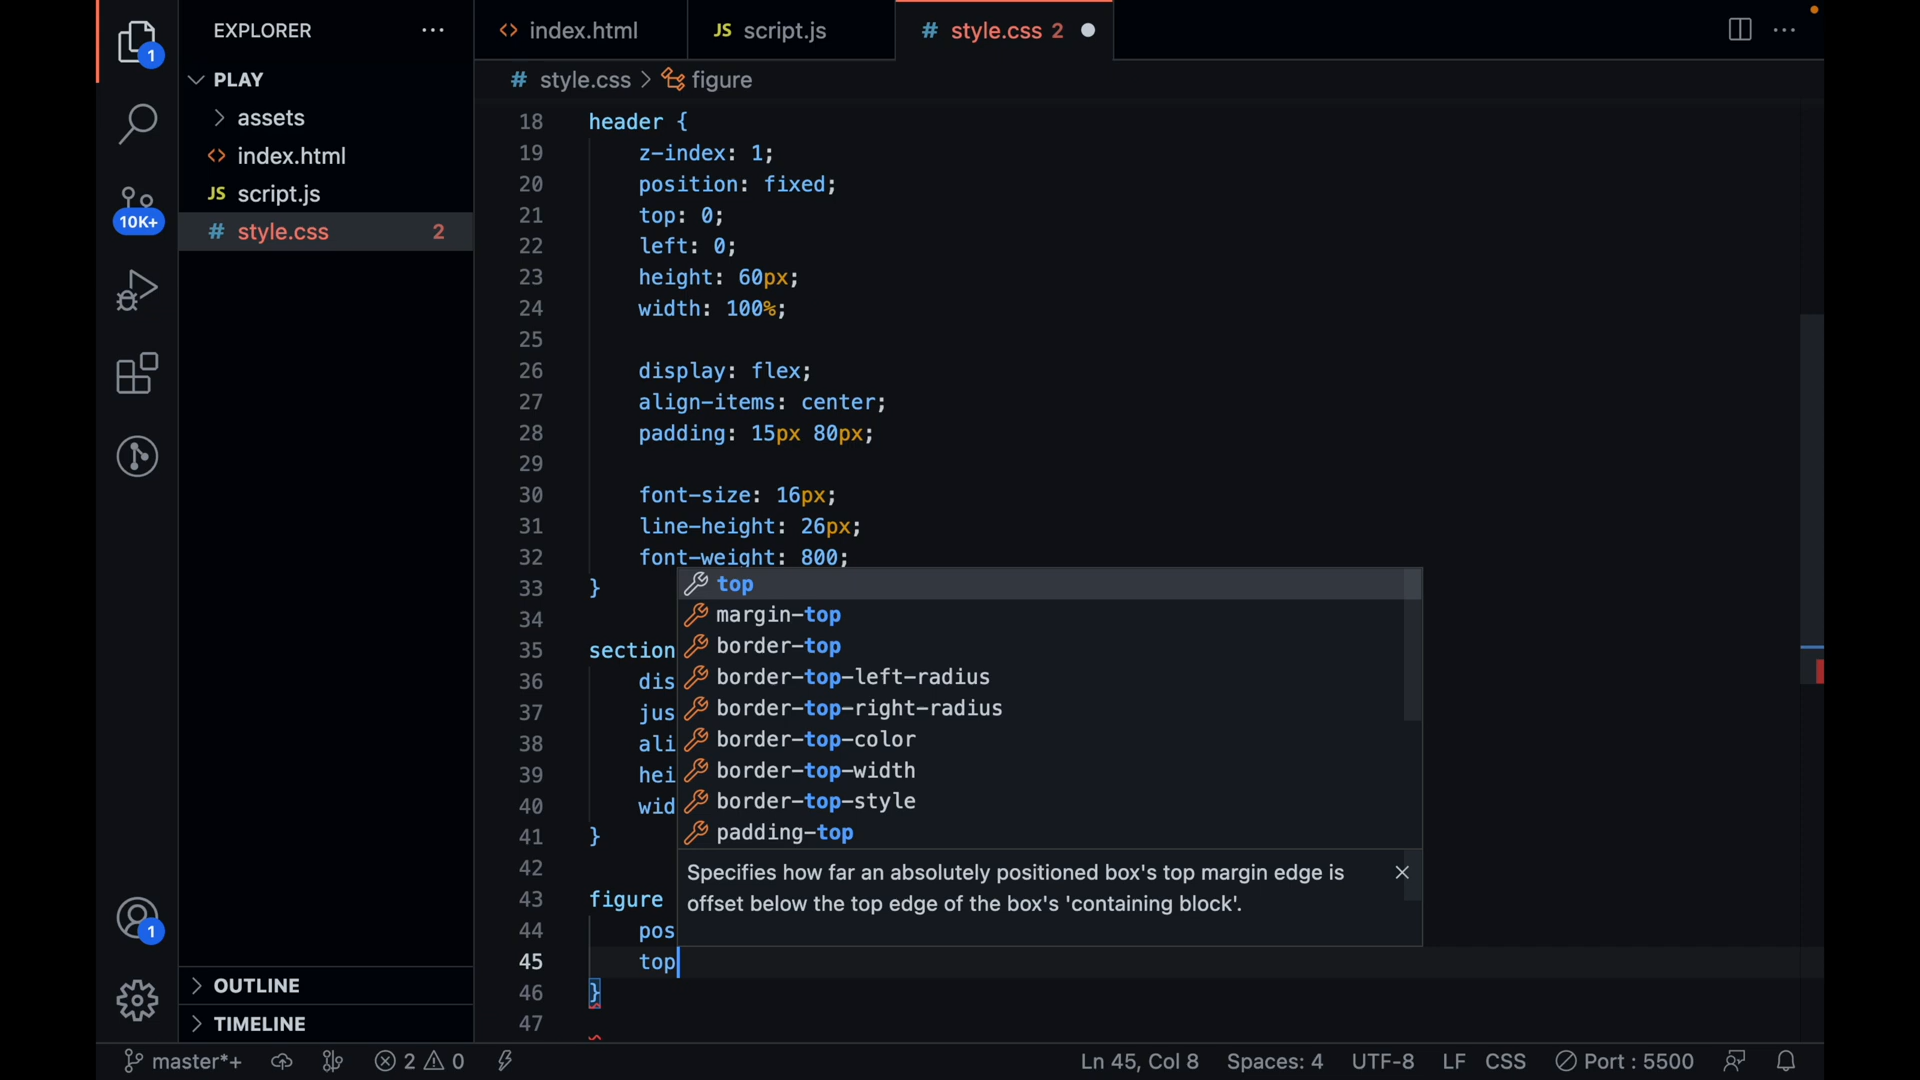 EXPLORER
1
PLAY
assets
index.html
JS script.js
10K+
# style.css 2
OUTLINE
TIMELINE
1
index.html
JS script.js
# style.css 2
# style.css > figure
18 header {
19 z-index: 1;
20 position: fixed;
21 top: 0;
22 left: 0;
23 height: 60px;
24 width: 100%;
25
26 display: flex;
27 align-items: center;
28 padding: 15px 80px;
29
30 font-size: 16px;
31 line-height: 26px;
32 font-weight: 800;
33 }
34
35 section
36 dis
37 jus
38 ali
39 hei
40 wid
41 }
42
43 figure
44 pos
45 top
46 }
47
top
margin-top
border-top
border-top-left-radius
border-top-right-radius
border-top-color
border-top-width
border-top-style
padding-top
Specifies how far an absolutely positioned box's top margin edge is
offset below the top edge of the box's 'containing block'.
master*+ 2 0 Ln 45, Col 8 Spaces: 4 UTF-8 LF CSS Port : 5500